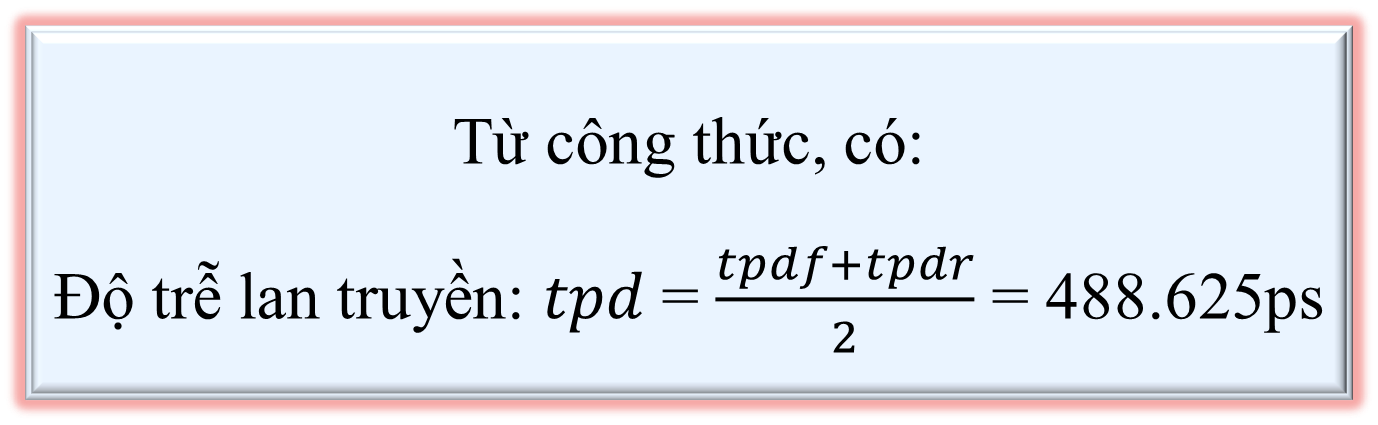 Từ công thức, có:
Độ trễ lan truyền: tpd = (tpdf+tpdr)/2 = 488.625ps